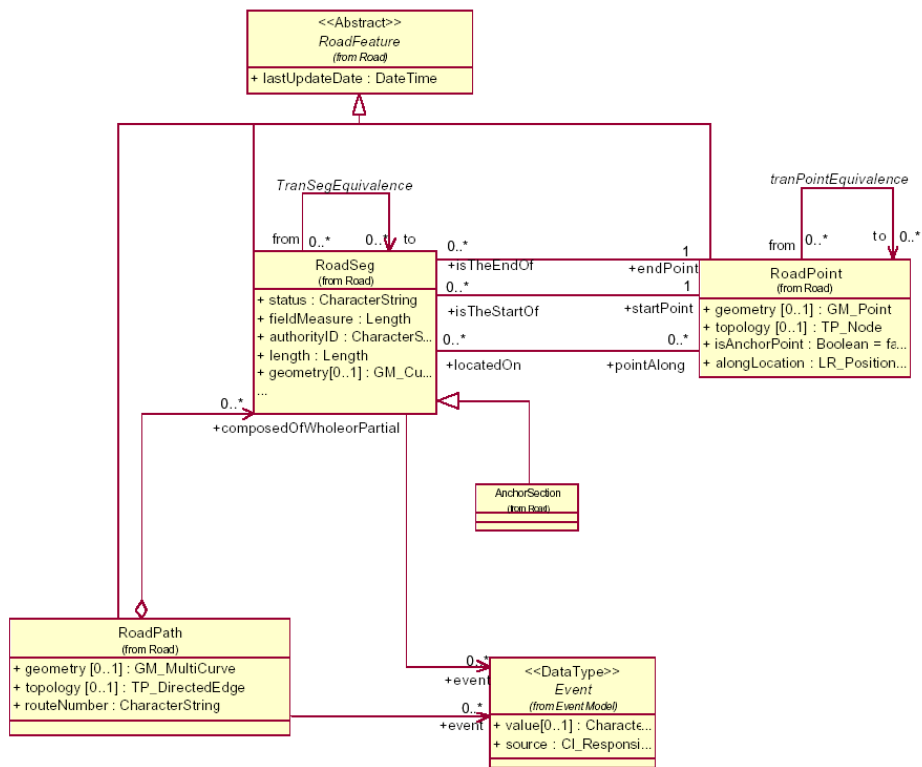 <<Abstract>>
RoadFeature
(from Road)
+ lastUpdateDate : DateTime
TranSegEquivalence
from 0..* 0..* to
tranPointEquivalence
from 0..* to 0..*
RoadSeg
(from Road)
+ status : CharacterString
+ fieldMeasure : Length
+ authorityID : CharacterS...
+ length : Length
+ geometry[0..1] : GM_Cu...
...
0..* 1
+isTheEndOf +endPoint
0..* 1
+isTheStartOf +startPoint
0..* 0..*
+locatedOn +pointAlong
RoadPoint
(from Road)
+ geometry [0..1] : GM_Point
+ topology [0..1] : TP_Node
+ isAnchorPoint : Boolean = fa...
+ alongLocation : LR_Position...
0..*
+composedOfWholeorPartial
AnchorSection
(from Road)
RoadPath
(from Road)
+ geometry [0..1] : GM_MultiCurve
+ topology [0..1] : TP_DirectedEdge
+ routeNumber : CharacterString
0..*
+event
0..*
+event
<<DataType>>
Event
(from Event Model)
+ value[0..1] : Characte...
+ source : CI_Responsi...